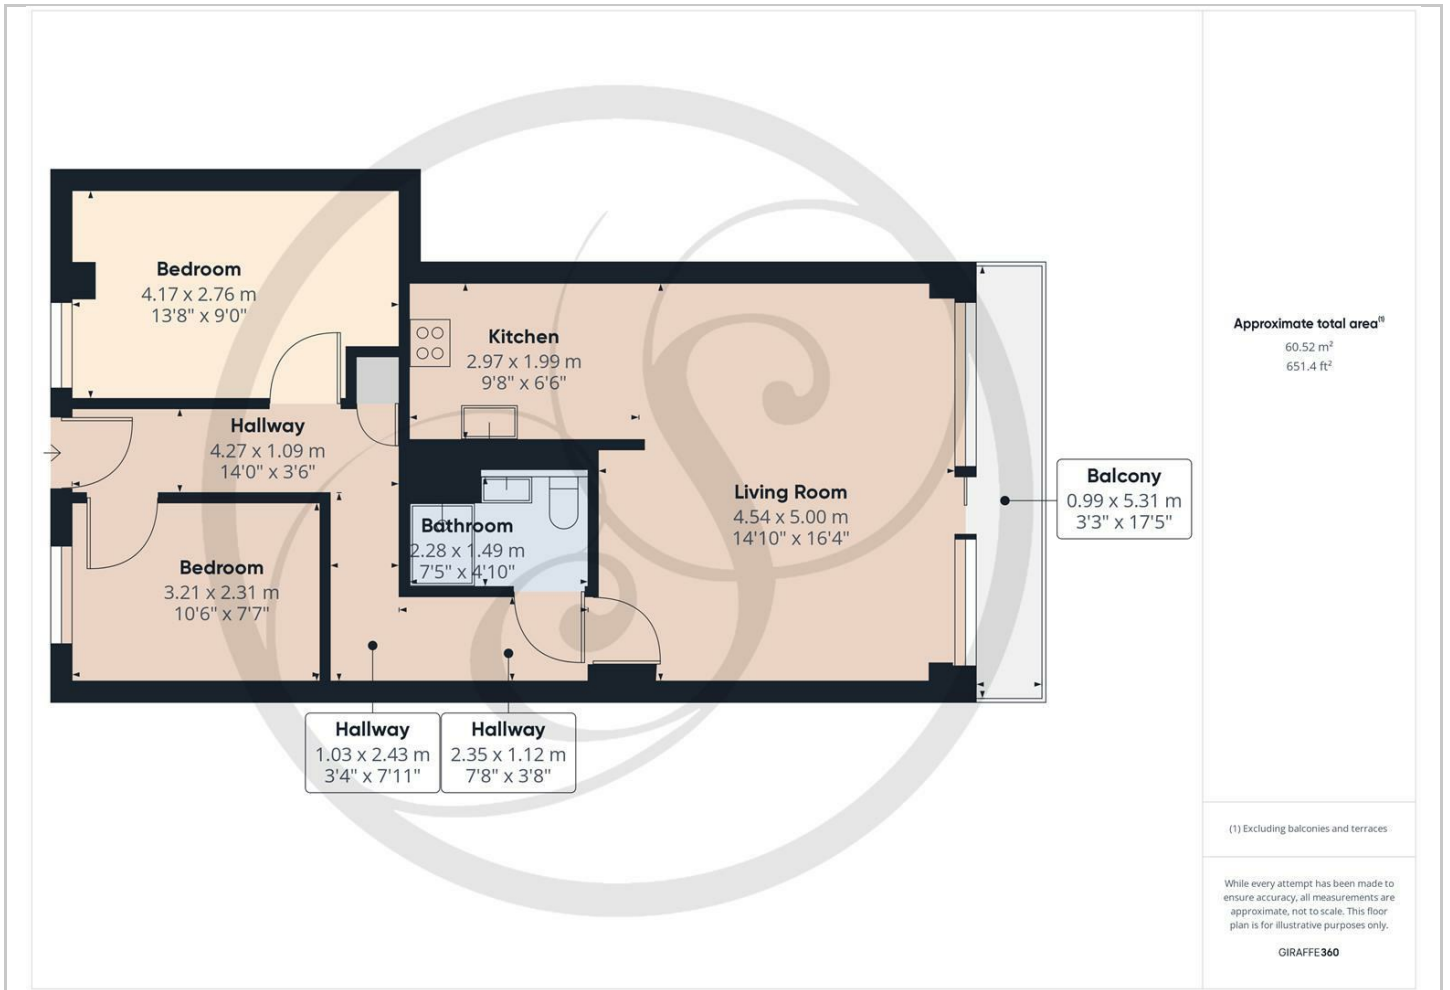 Bedroom
4.17 x 2.76 m
13'8" x 9'0"
Kitchen
2.97 x 1.99 m
9'8" x 6'6"
Hallway
4.27 x 1.09 m
14'0" x 3'6"
Living Room
4.54 x 5.00 m
14'10" x 16'4"
Balcony
0.99 x 5.31 m
3'3" x 17'5"
Bathroom
2.28 x 1.49 m
7'5" x 4'10"
Bedroom
3.21 x 2.31 m
10'6" x 7'7"
Hallway
1.03 x 2.43 m
3'4" x 7'11"
Hallway
2.35 x 1.12 m
7'8" x 3'8"
Approximate total area(1)
60.52 m²
651.4 ft²
(1) Excluding balconies and terraces
While every attempt has been made to
ensure accuracy, all measurements are
approximate, not to scale. This floor
plan is for illustrative purposes only.
GIRAFFE360